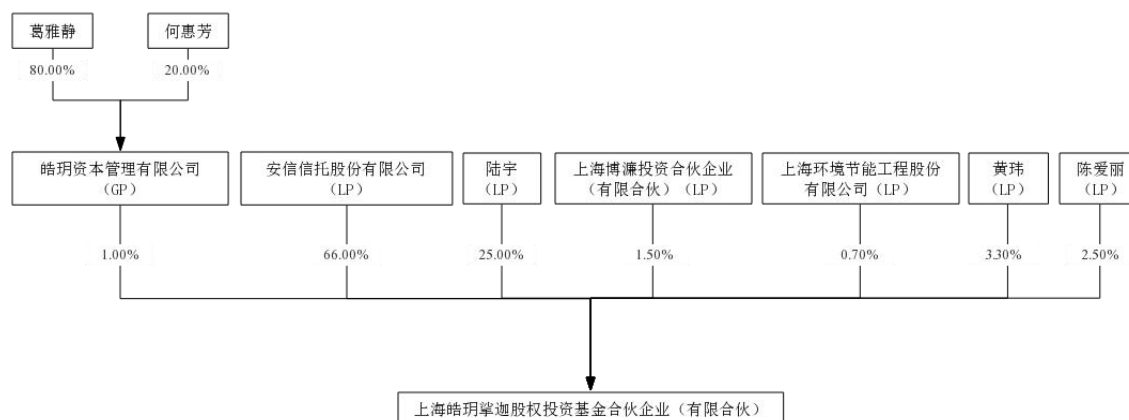 葛雅静
何惠芳
80.00%
20.00%
皓玥资本管理有限公司
（GP）
安信信托股份有限公司
（LP）
陆宇
（LP）
上海博濂投资合伙企业
（有限合伙）（LP）
上海环境节能工程股份
有限公司（LP）
黄玮
（LP）
陈爱丽
（LP）
1.00%
66.00%
25.00%
1.50%
0.70%
3.30%
2.50%
上海皓玥挲迦股权投资基金合伙企业（有限合伙）